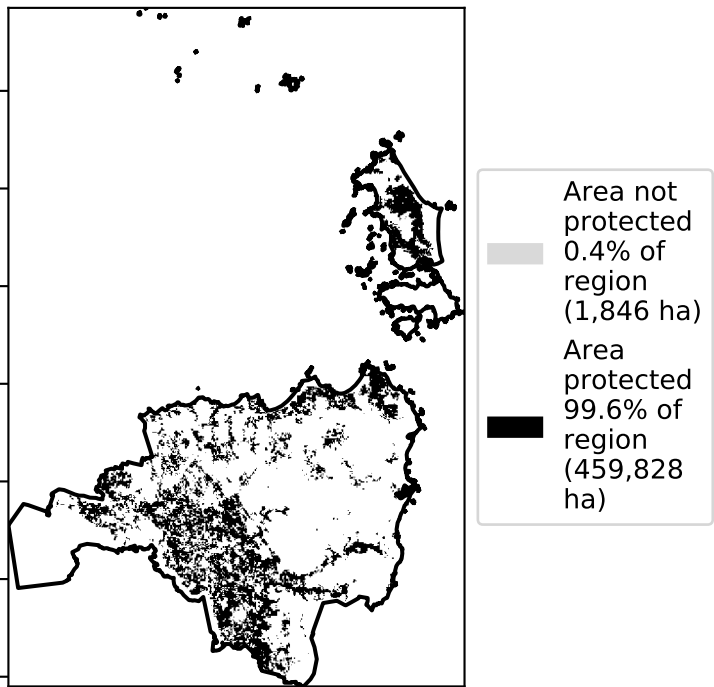 Area not
protected
0.4% of
region
(1,846 ha)
Area
protected
99.6% of
region
(459,828
ha)